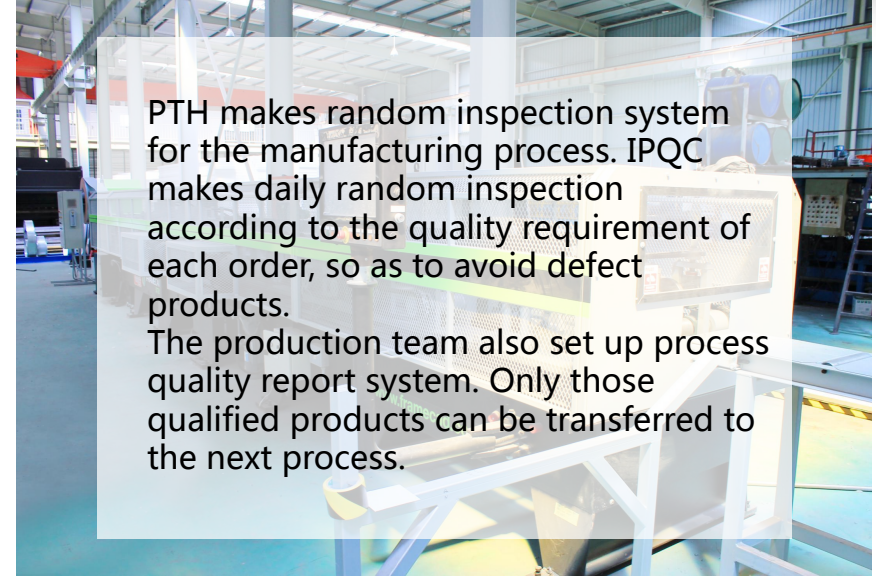 PTH makes random inspection system
for the manufacturing process. IPQC
makes daily random inspection
according to the quality requirement of
each order, so as to avoid defect
products.
The production team also set up process
quality report system. Only those
qualified products can be transferred to
the next process.